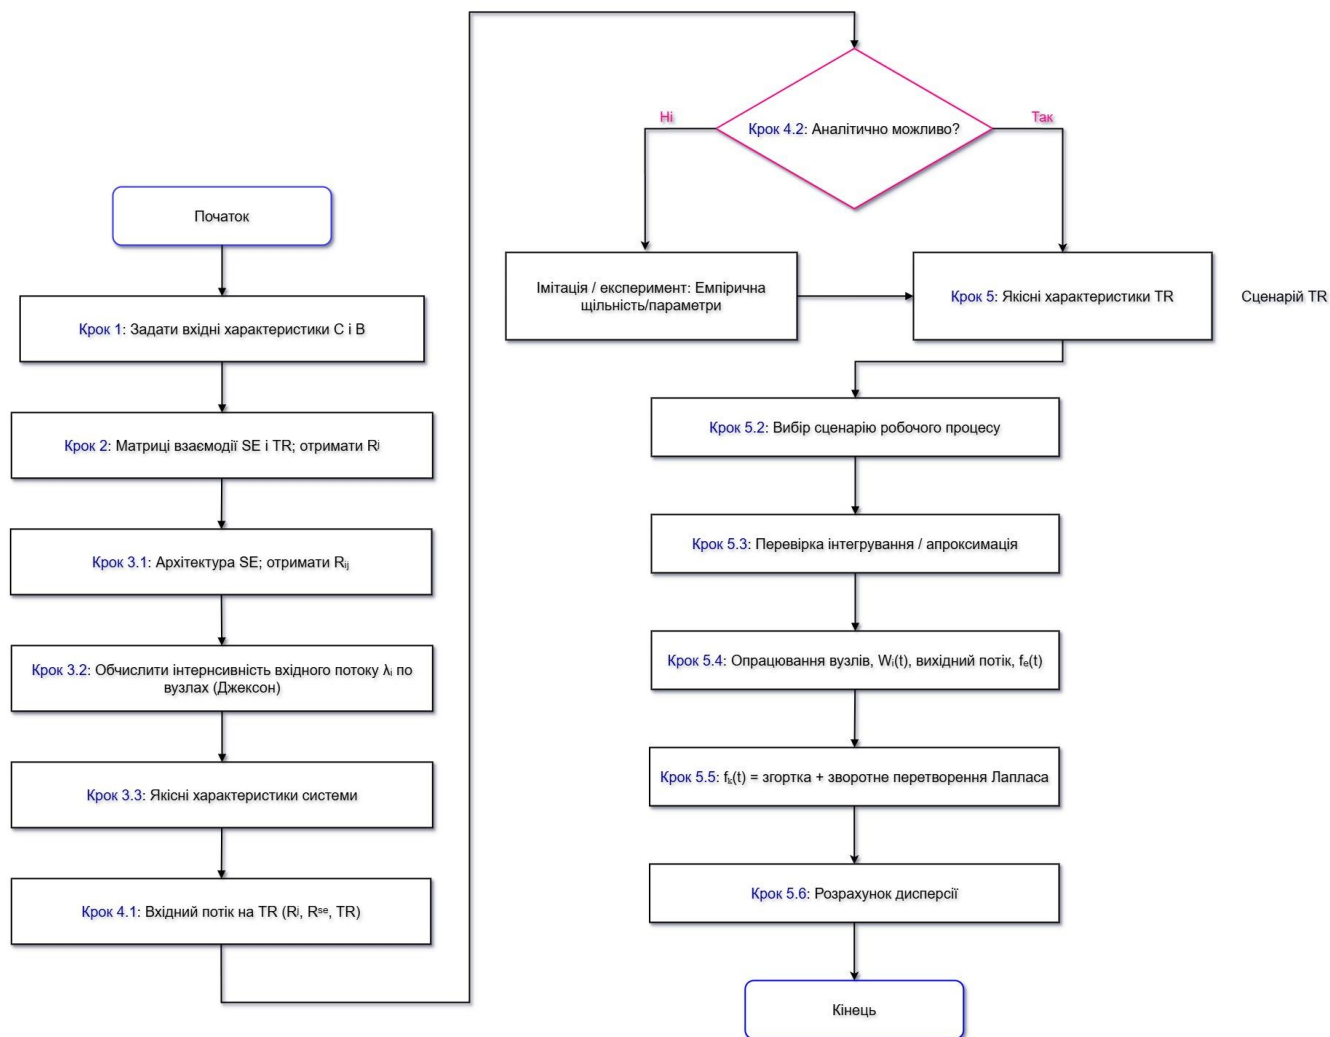 Початок
Крок 1: Задати вхідні характеристики C і B
Крок 2: Матриці взаємодії SE і TR; отримати Rʲ
Крок 3.1: Архітектура SE; отримати Rᵢⱼ
Крок 3.2: Обчислити інтернсивність вхідного потоку λᵢ по
вузлах (Джексон)
Крок 3.3: Якісні характеристики системи
Крок 4.1: Вхідний потік на TR (Rʲ, Rˢᵉ, TR)
Крок 4.2: Аналітично можливо?
Ні
Так
Імітація / експеримент: Емпірична
щільність/параметри
Крок 5: Якісні характеристики TR
Сценарій TR
Крок 5.2: Вибір сценарію робочого процесу
Крок 5.3: Перевірка інтегрування / апроксимація
Крок 5.4: Опрацювання вузлів, Wᵢ(t), вихідний потік, fₑ(t)
Крок 5.5: fₖ(t) = згортка + зворотне перетворення Лапласа
Крок 5.6: Розрахунок дисперсії
Кінець